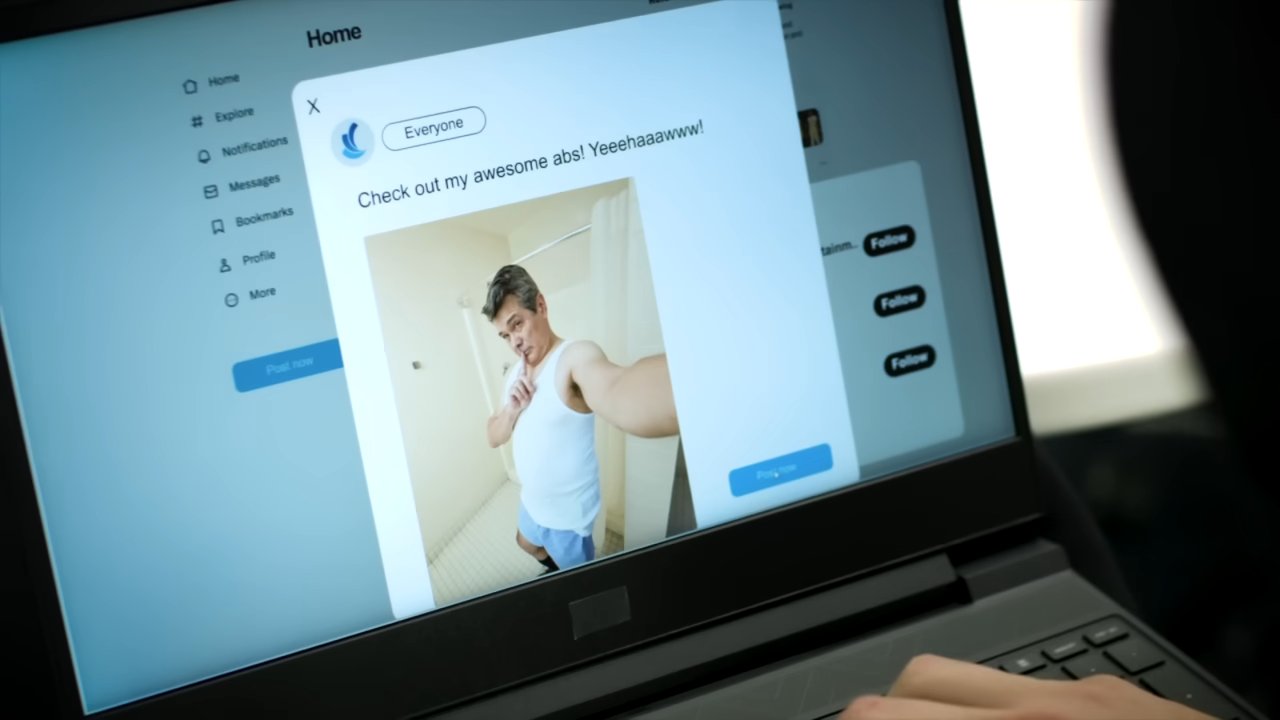 Home
Home
Explore
Notifications
Messages
Bookmarks
Profile
More
Post now
X
Everyone
Check out my awesome abs! Yeeehaaawww!
Post now
tainm..
Follow
Follow
Follow